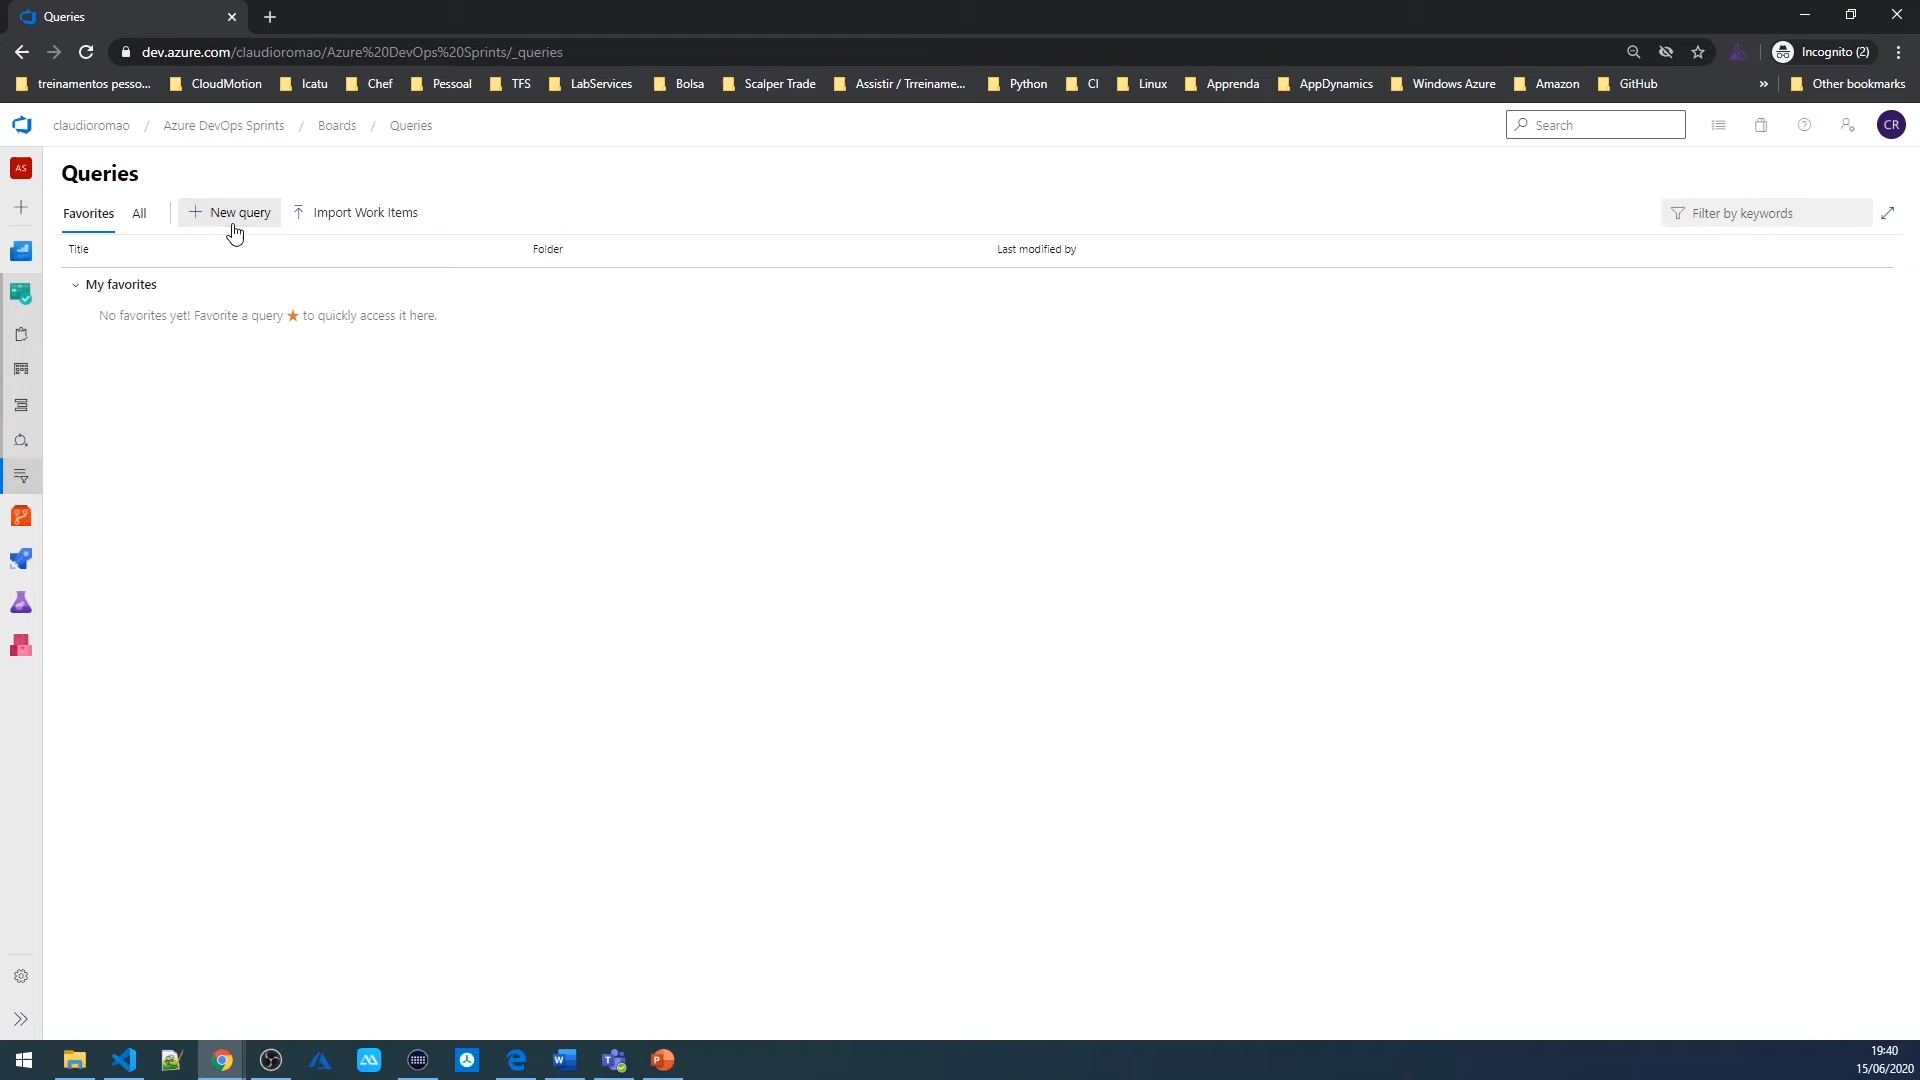 Queries
dev.azure.com/claudioromao/Azure%20DevOps%20Sprints/_queries
Incognito (2)
treinamentos pesso...
CloudMotion
Icatu
Chef
Pessoal
TFS
LabServices
Bolsa
Scalper Trade
Assistir / Trreiname...
Python
CI
Linux
Apprenda
AppDynamics
Windows Azure
Amazon
GitHub
»
Other bookmarks
claudioromao / Azure DevOps Sprints / Boards / Queries
Search
CR
AS
Queries
Favorites
All
New query
Import Work Items
Filter by keywords
Title
Folder
Last modified by
My favorites
No favorites yet! Favorite a query ★ to quickly access it here.
19:40
15/06/2020